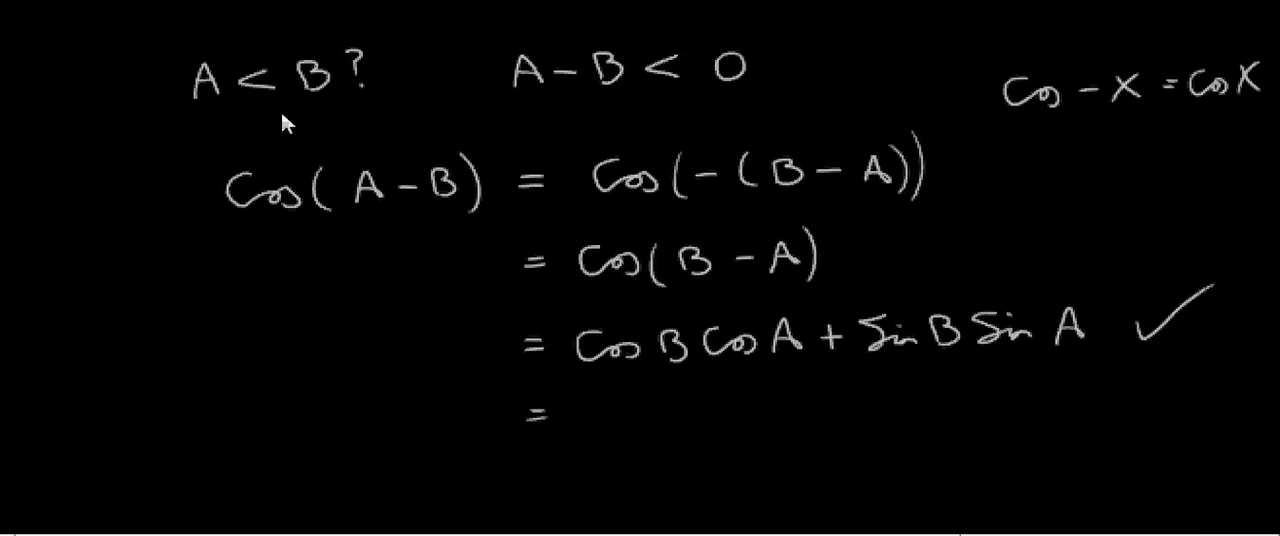 A < B ? A - B < 0 Cos - x = Cos x
Cos( A - B ) = Cos( - ( B - A ) )
= Cos( B - A )
= Cos B Cos A + Sin B Sin A ✓
=